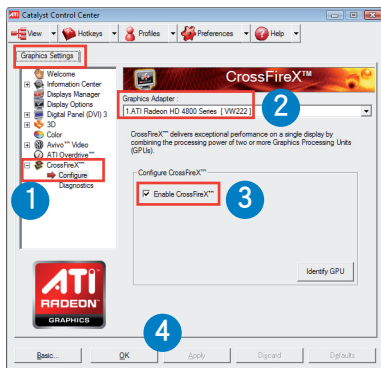 Catalyst Control Center
View Hotkeys Profiles Preferences Help
Graphics Settings
Welcome
Information Center
Displays Manager
Display Options
Digital Panel (DVI) 3
3D
Color
Avivo™ Video
ATI Overdrive™
CrossFireX™
Configure
Diagnostics
1
CrossFireX™
Graphics Adapter :
1.ATI Radeon HD 4800 Series [ VW222 ]
2
CrossFireX™ delivers exceptional performance on a single display by
combining the processing power of two or more Graphics Processing Units
(GPUs).
Configure CrossFireX™
Enable CrossFireX™
3
Identify GPU
ATI
RADEON
GRAPHICS
4
Basic... OK Apply Discard Defaults